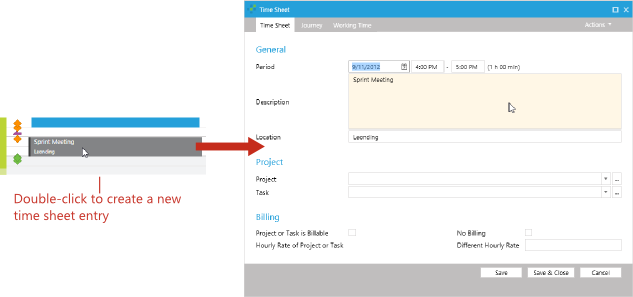 Time Sheet
Time Sheet Journey Working Time Actions
General
Period 9/11/2012 4:00 PM - 5:00 PM (1 h 00 min)
Sprint Meeting
Description
Location Leonding
Project
Project
Task
Billing
Project or Task is Billable No Billing
Hourly Rate of Project or Task Different Hourly Rate
Save Save & Close Cancel
Sprint Meeting
Leonding
Double-click to create a new
time sheet entry